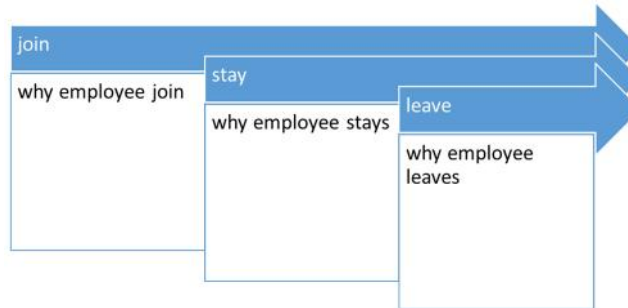 join
why employee join
stay
why employee stays
leave
why employee
leaves